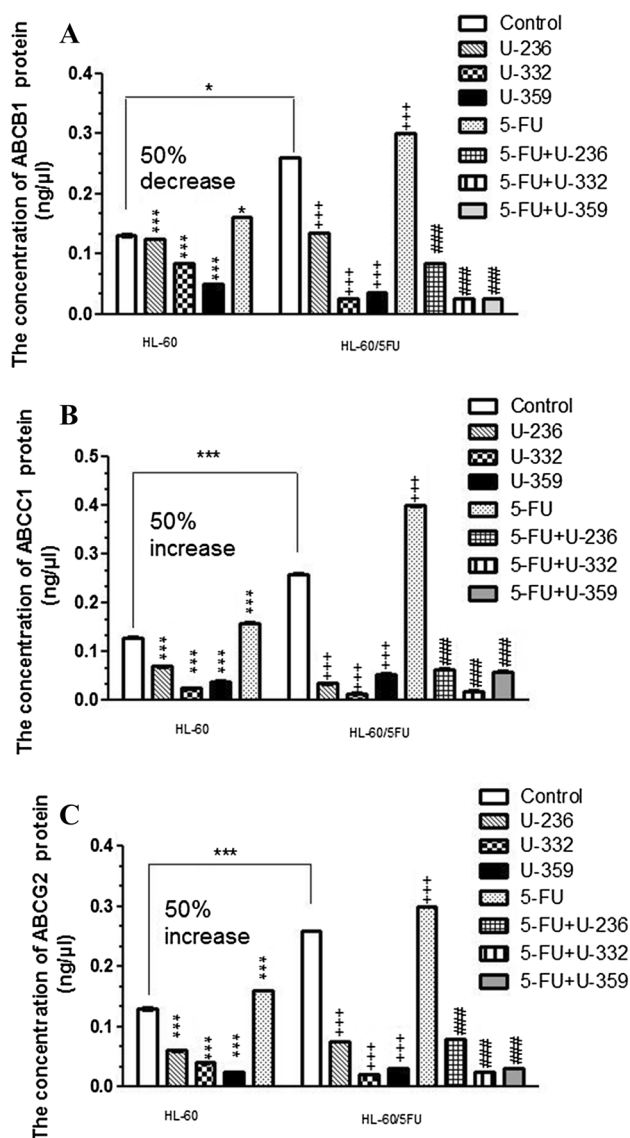 A
The concentration of ABCB1 protein
(ng/µl)
0.4
0.3
0.2
0.1
0.0
*
50%
decrease
***
***
***
*
+++
+++
+++
+++
###
###
###
HL-60
HL-60/5FU
Control
U-236
U-332
U-359
5-FU
5-FU+U-236
5-FU+U-332
5-FU+U-359
B
The concentration of ABCC1 protein
(ng/µl)
0.5
0.4
0.3
0.2
0.1
0.0
***
50%
increase
***
***
***
***
+++
+++
+++
+++
###
###
###
HL-60
HL-60/5FU
Control
U-236
U-332
U-359
5-FU
5-FU+U-236
5-FU+U-332
5-FU+U-359
C
The concentration of ABCG2 protein
(ng/µl)
0.4
0.3
0.2
0.1
0.0
***
50%
increase
***
***
***
***
+++
+++
+++
+++
###
###
###
HL-60
HL-60/5FU
Control
U-236
U-332
U-359
5-FU
5-FU+U-236
5-FU+U-332
5-FU+U-359